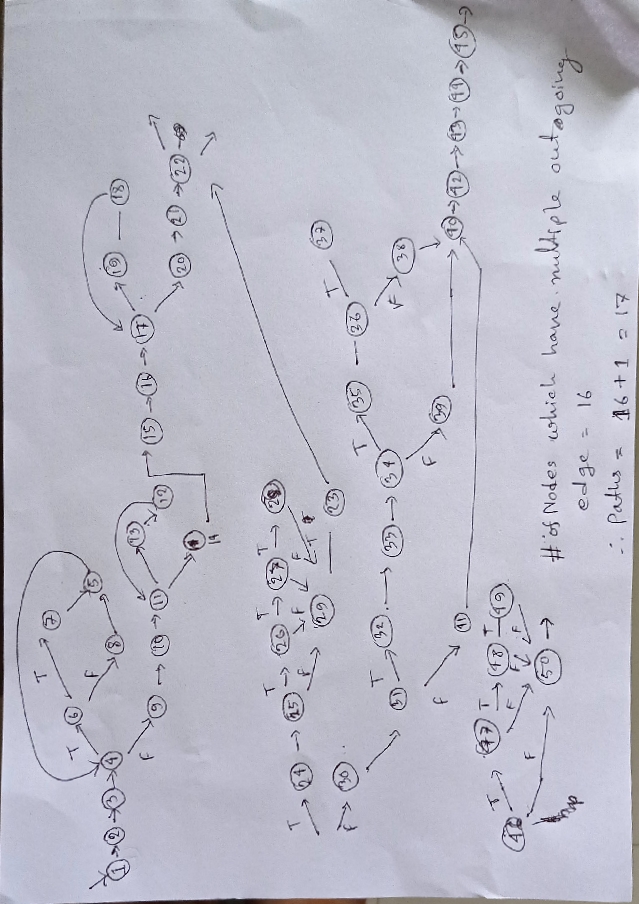 1 → 2 → 3 → 4
T
6
T
7
5
F
8
F
9 → 10 → 11
13
12
14
15 → 16 → 17
19
18
20 → 21 → 22
T
24 → 25
T
26
T
27
T
28
F
F
F
29
23
F
30
31
T
32 → 33 → 34
T
35
36
T
37
F
38
F
39
F
41
40 → 42 → 43 → 44 → 45 →
46
T
47
T
48
T
49
F
F
F
F
50 →
# of Nodes which have multiple outgoing
edge = 16
∴ Paths = 16 + 1 = 17